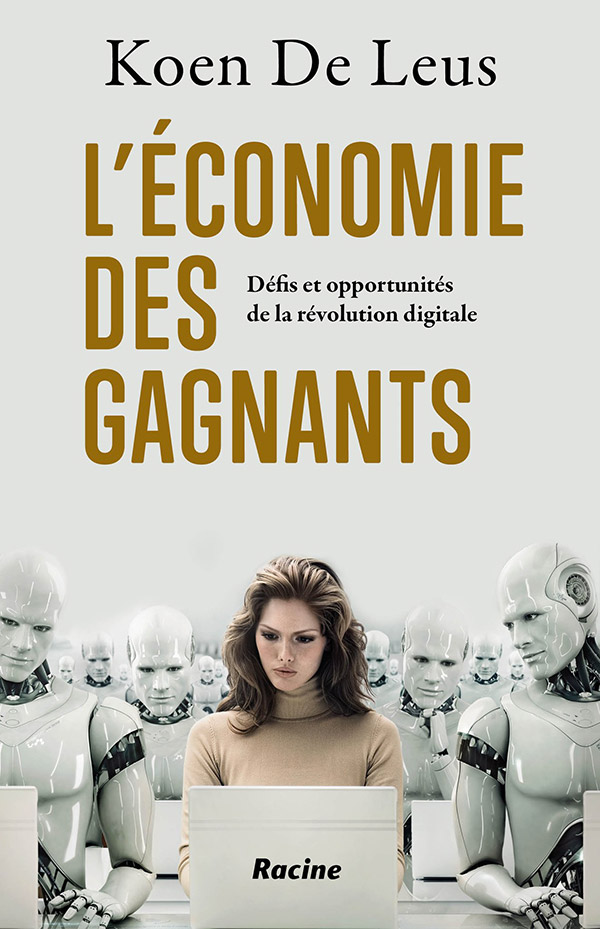 Koen De Leus
L'ÉCONOMIE
DES
Défis et opportunités
de la révolution digitale
GAGNANTS
Racine